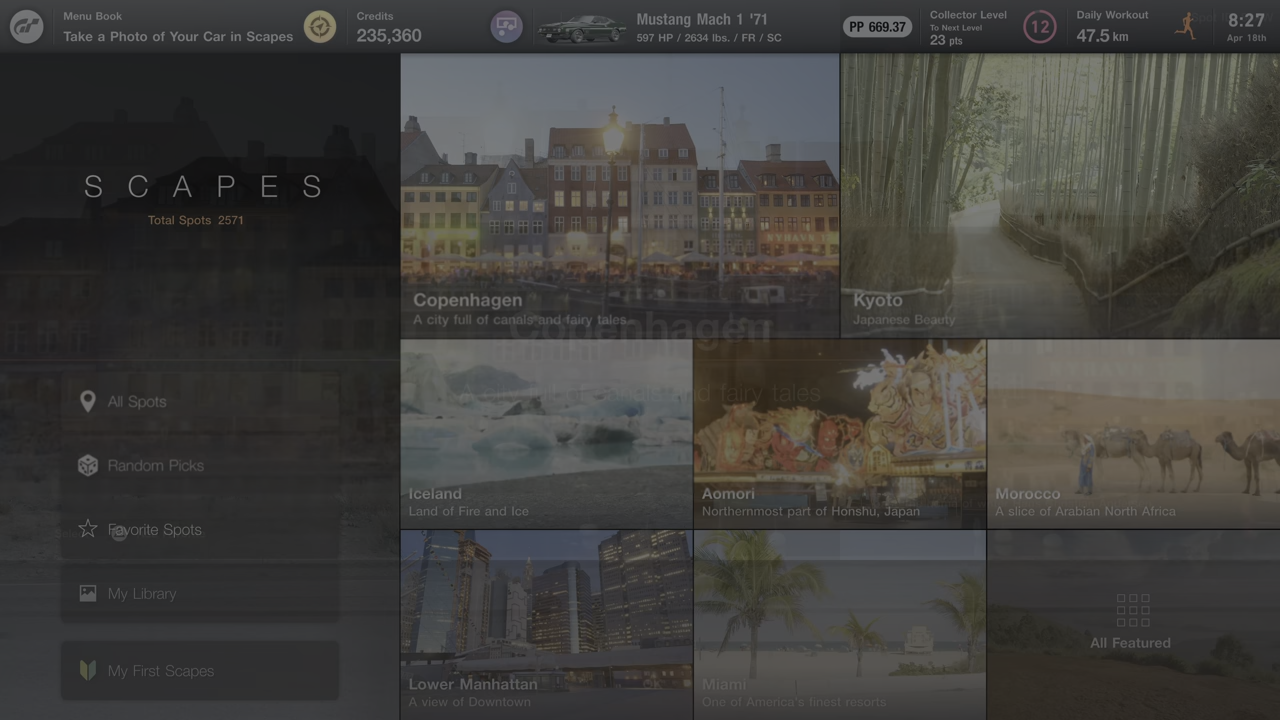 Menu Book
Take a Photo of Your Car in Scapes
Credits
235,360
Mustang Mach 1 '71
597 HP / 2634 lbs. / FR / SC
PP 669.37
Collector Level
To Next Level
23 pts
12
Daily Workout
47.5 km
8:27
Apr 18th
SCAPES
Total Spots 2571
All Spots
Random Picks
Favorite Spots
My Library
My First Scapes
Copenhagen
A city full of canals and fairy tales
Kyoto
Japanese Beauty
Copenhagen
and fairy tales
NYHAVN
Iceland
Land of Fire and Ice
Aomori
Northernmost part of Honshu, Japan
Morocco
A slice of Arabian North Africa
Lower Manhattan
A view of Downtown
Miami
One of America's finest resorts
All Featured